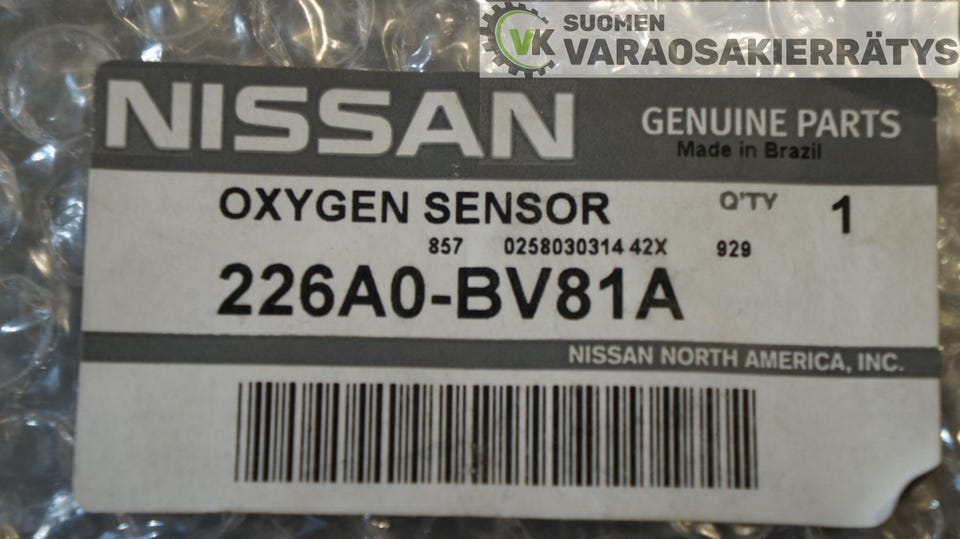 SUOMEN
VK VARAOSAKIERRÄTYS
NISSAN
GENUINE PARTS
Made in Brazil
OXYGEN SENSOR Q'TY 1
857 0258030314 42X 929
226A0-BV81A
NISSAN NORTH AMERICA, INC.